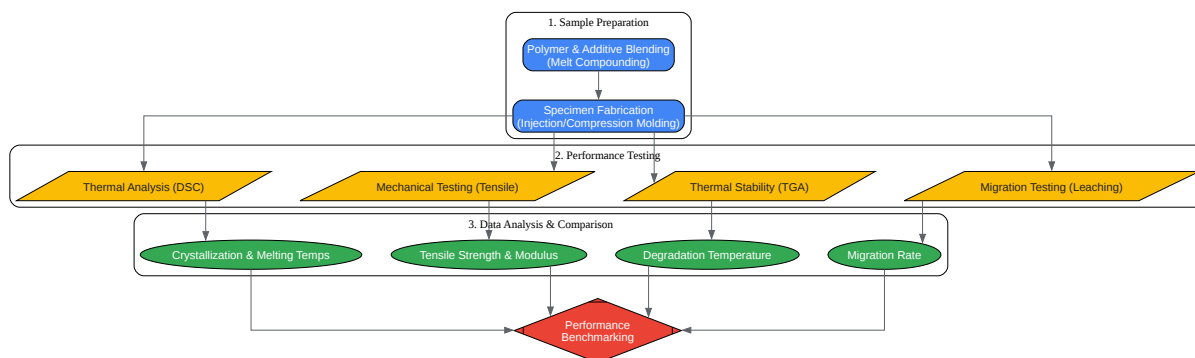 1. Sample Preparation
Polymer & Additive Blending
(Melt Compounding)
Specimen Fabrication
(Injection/Compression Molding)
2. Performance Testing
Thermal Analysis (DSC)
Mechanical Testing (Tensile)
Thermal Stability (TGA)
Migration Testing (Leaching)
3. Data Analysis & Comparison
Crystallization & Melting Temps
Tensile Strength & Modulus
Degradation Temperature
Migration Rate
Performance
Benchmarking